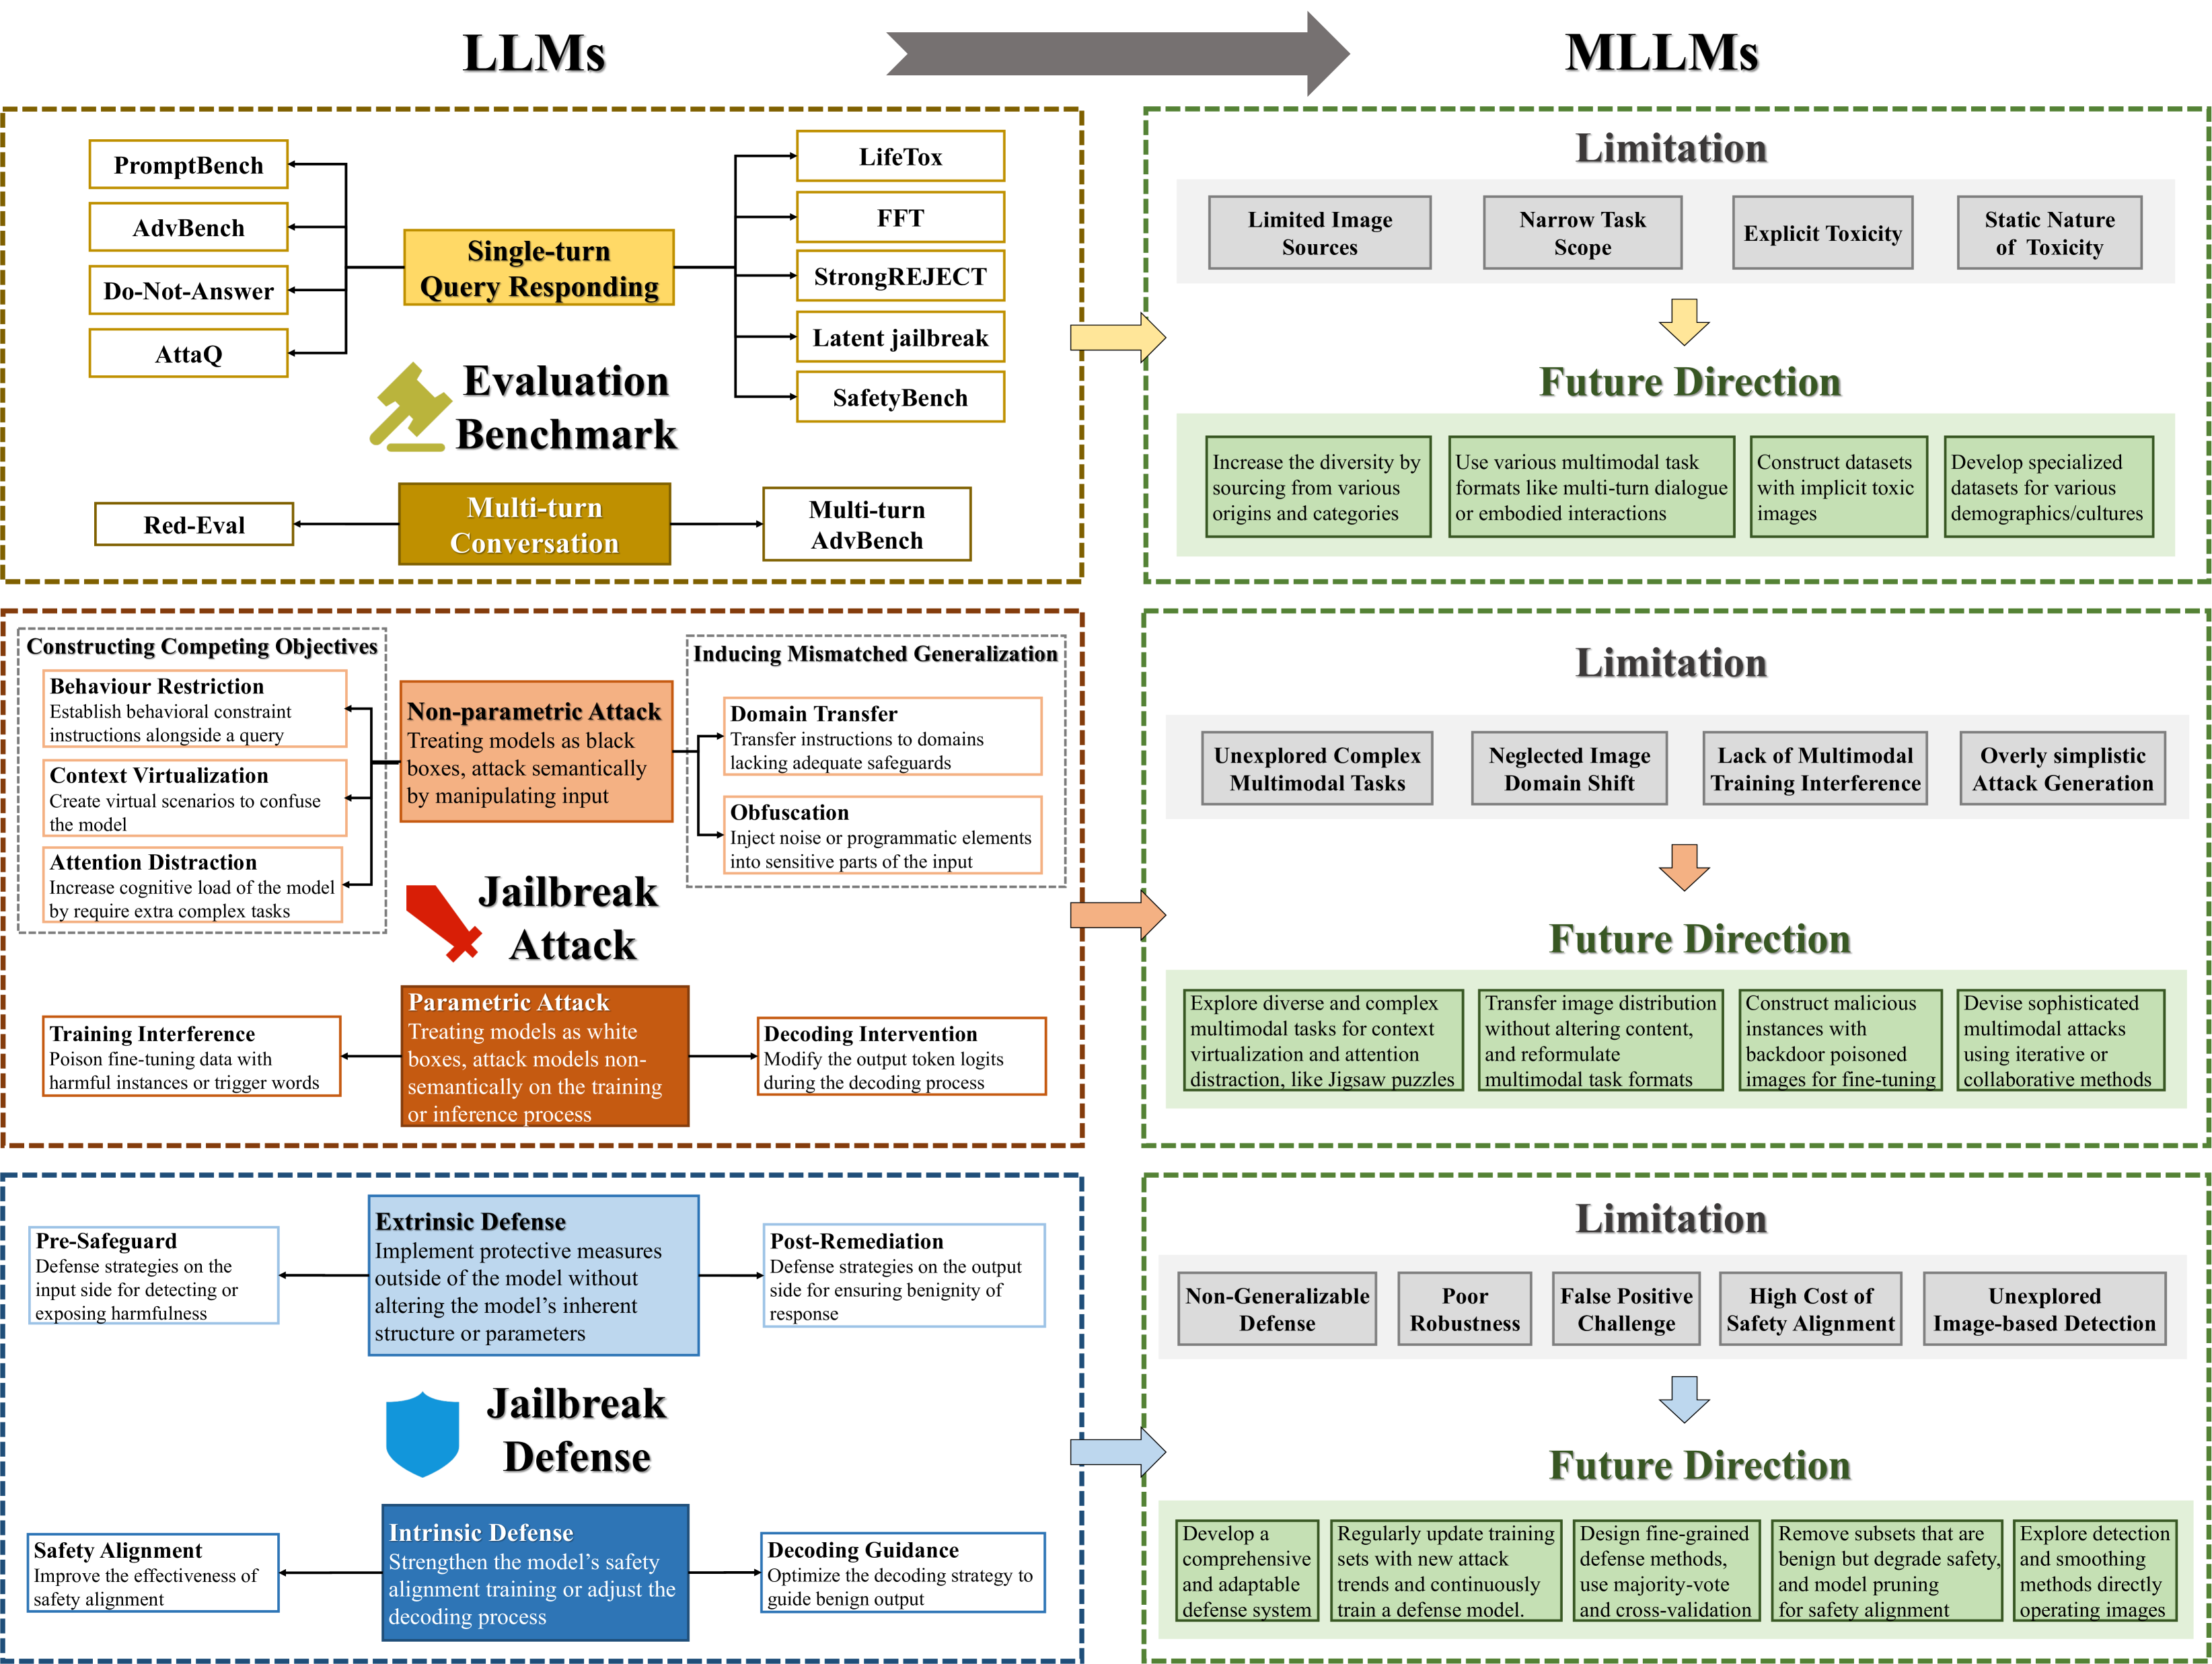 LLMs
MLLMs
PromptBench
AdvBench
Do-Not-Answer
AttaQ
Single-turn
Query Responding
LifeTox
FFT
StrongREJECT
Latent jailbreak
SafetyBench
Evaluation
Benchmark
Red-Eval
Multi-turn
Conversation
Multi-turn
AdvBench
Limitation
Limited Image
Sources
Narrow Task
Scope
Explicit Toxicity
Static Nature
of Toxicity
Future Direction
Increase the diversity by
sourcing from various
origins and categories
Use various multimodal task
formats like multi-turn dialogue
or embodied interactions
Construct datasets
with implicit toxic
images
Develop specialized
datasets for various
demographics/cultures
Constructing Competing Objectives
Behaviour Restriction
Establish behavioral constraint
instructions alongside a query
Context Virtualization
Create virtual scenarios to confuse
the model
Attention Distraction
Increase cognitive load of the model
by require extra complex tasks
Non-parametric Attack
Treating models as black
boxes, attack semantically
by manipulating input
Inducing Mismatched Generalization
Domain Transfer
Transfer instructions to domains
lacking adequate safeguards
Obfuscation
Inject noise or programmatic elements
into sensitive parts of the input
Jailbreak
Attack
Training Interference
Poison fine-tuning data with
harmful instances or trigger words
Parametric Attack
Treating models as white
boxes, attack models non-
semantically on the training
or inference process
Decoding Intervention
Modify the output token logits
during the decoding process
Limitation
Unexplored Complex
Multimodal Tasks
Neglected Image
Domain Shift
Lack of Multimodal
Training Interference
Overly simplistic
Attack Generation
Future Direction
Explore diverse and complex
multimodal tasks for context
virtualization and attention
distraction, like Jigsaw puzzles
Transfer image distribution
without altering content,
and reformulate
multimodal task formats
Construct malicious
instances with
backdoor poisoned
images for fine-tuning
Devise sophisticated
multimodal attacks
using iterative or
collaborative methods
Pre-Safeguard
Defense strategies on the
input side for detecting or
exposing harmfulness
Extrinsic Defense
Implement protective measures
outside of the model without
altering the model's inherent
structure or parameters
Post-Remediation
Defense strategies on the output
side for ensuring benignity of
response
Jailbreak
Defense
Safety Alignment
Improve the effectiveness of
safety alignment
Intrinsic Defense
Strengthen the model's safety
alignment training or adjust the
decoding process
Decoding Guidance
Optimize the decoding strategy to
guide benign output
Limitation
Non-Generalizable
Defense
Poor
Robustness
False Positive
Challenge
High Cost of
Safety Alignment
Unexplored
Image-based Detection
Future Direction
Develop a
comprehensive
and adaptable
defense system
Regularly update training
sets with new attack
trends and continuously
train a defense model.
Design fine-grained
defense methods,
use majority-vote
and cross-validation
Remove subsets that are
benign but degrade safety,
and model pruning
for safety alignment
Explore detection
and smoothing
methods directly
operating images